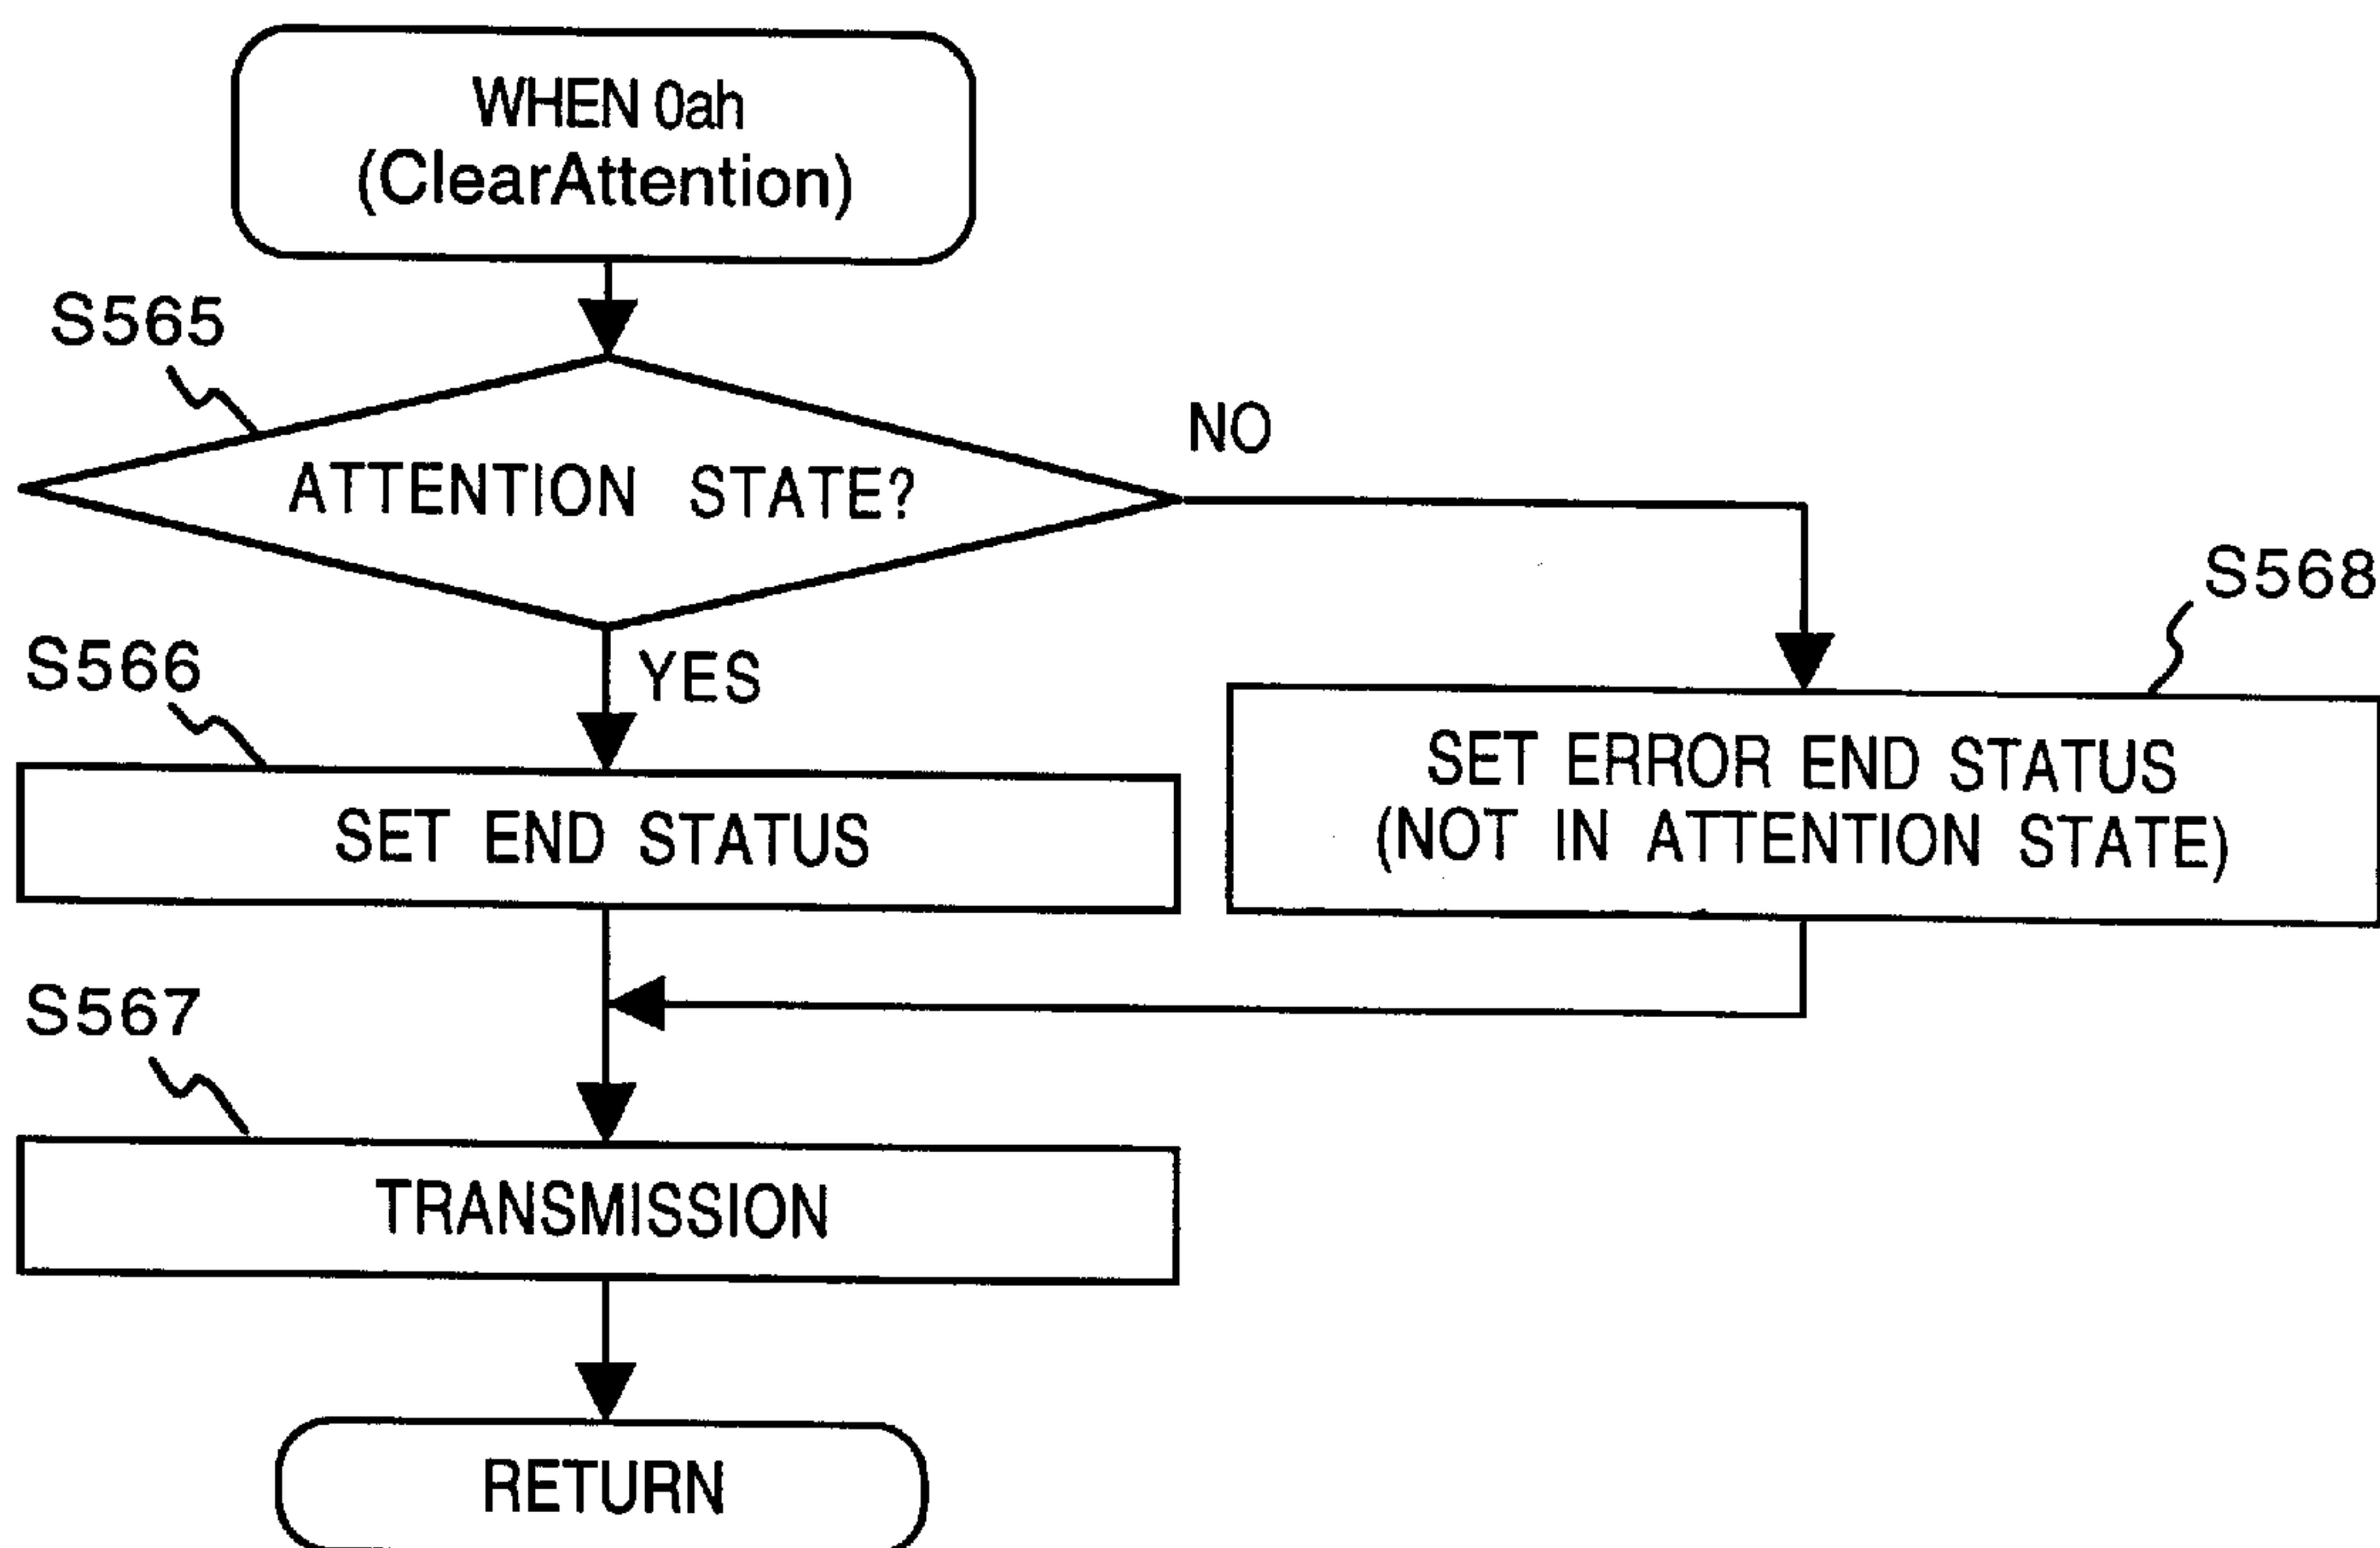 WHEN 0ah
(ClearAttention)
S565
ATTENTION STATE?
NO
S568
S566
YES
SET ERROR END STATUS
(NOT IN ATTENTION STATE)
SET END STATUS
S567
TRANSMISSION
RETURN